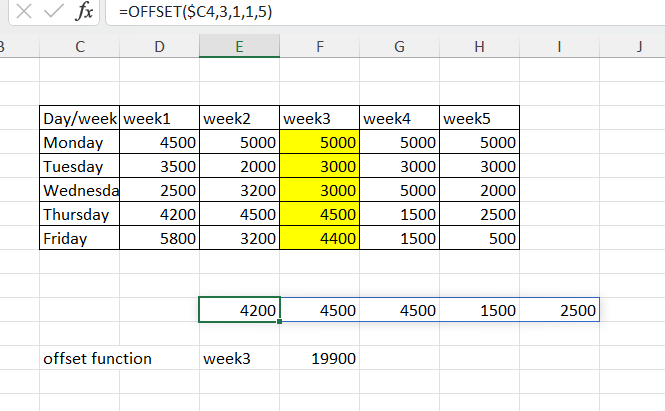 fx =OFFSET($C4,3,1,1,5)
B C D E F G H I J
Day/week week1 week2 week3 week4 week5
Monday 4500 5000 5000 5000 5000
Tuesday 3500 2000 3000 3000 3000
Wednesda 2500 3200 3000 5000 2000
Thursday 4200 4500 4500 1500 2500
Friday 5800 3200 4400 1500 500
4200 4500 4500 1500 2500
offset function week3 19900